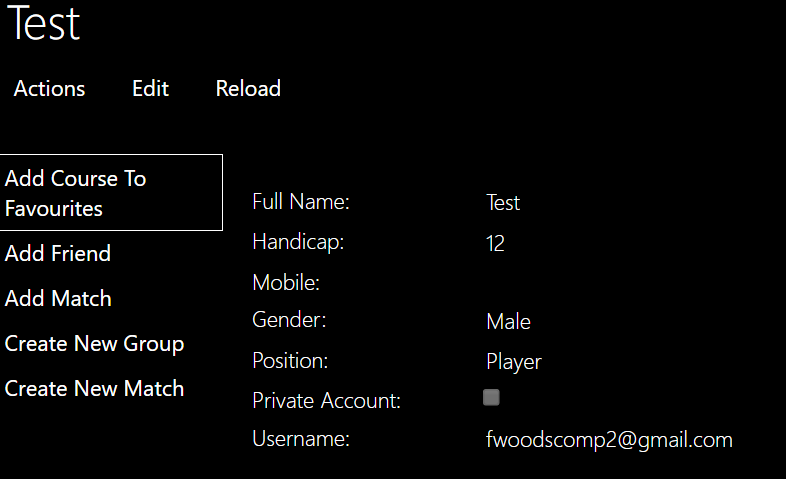 Test
Actions Edit Reload
Add Course To
Favourites
Add Friend
Add Match
Create New Group
Create New Match
Full Name: Test
Handicap: 12
Mobile:
Gender: Male
Position: Player
Private Account:
Username: fwoodscomp2@gmail.com